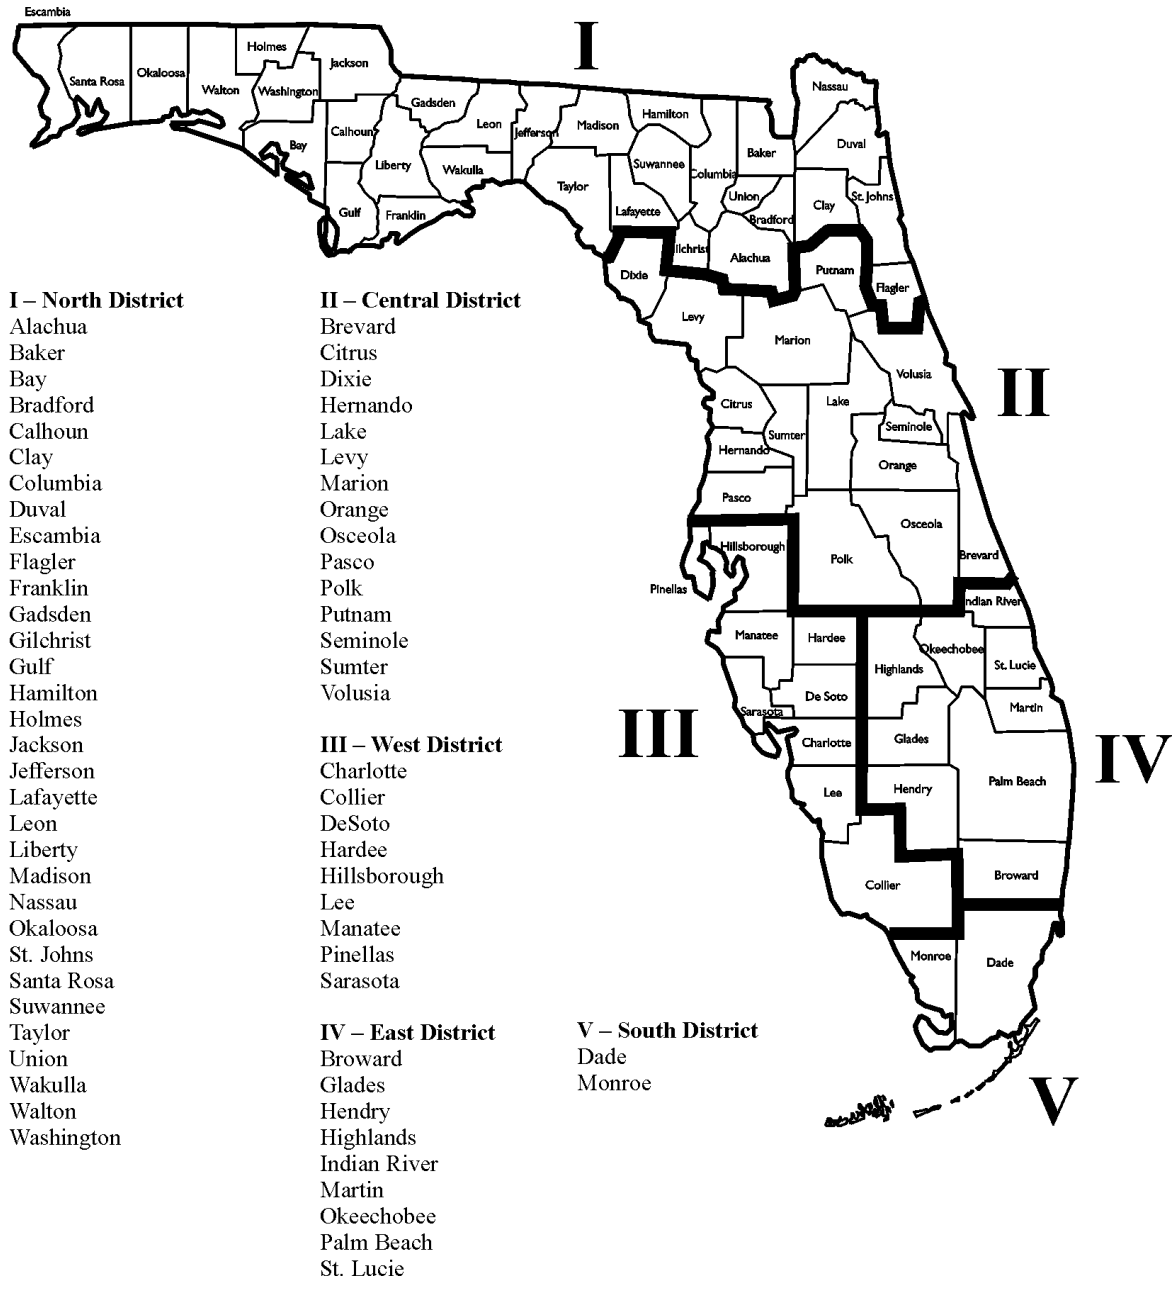 Escambia
I
Holmes
Jackson
Santa Rosa
Okaloosa
Walton
Washington
Nassau
Gadsden
Leon
Jefferson
Madison
Hamilton
Calhoun
Bay
Liberty
Wakulla
Suwannee
Columbia
Baker
Duval
Taylor
Union
Bradford
Clay
St. Johns
Gulf
Franklin
Lafayette
ilchrist
Alachua
Putnam
Dixie
Flagler
Levy
Marion
Volusia
II
Citrus
Lake
Sumter
Seminole
Hernando
Orange
Pasco
Osceola
Hillsborough
Polk
Brevard
Pinellas
ndian River
Manatee
Hardee
Highlands
Okeechobee
St. Lucie
De Soto
Sarasota
Martin
III
Charlotte
Glades
IV
Lee
Hendry
Palm Beach
Collier
Broward
Monroe
Dade
V
I – North District
Alachua
Baker
Bay
Bradford
Calhoun
Clay
Columbia
Duval
Escambia
Flagler
Franklin
Gadsden
Gilchrist
Gulf
Hamilton
Holmes
Jackson
Jefferson
Lafayette
Leon
Liberty
Madison
Nassau
Okaloosa
St. Johns
Santa Rosa
Suwannee
Taylor
Union
Wakulla
Walton
Washington
II – Central District
Brevard
Citrus
Dixie
Hernando
Lake
Levy
Marion
Orange
Osceola
Pasco
Polk
Putnam
Seminole
Sumter
Volusia
III – West District
Charlotte
Collier
DeSoto
Hardee
Hillsborough
Lee
Manatee
Pinellas
Sarasota
IV – East District
Broward
Glades
Hendry
Highlands
Indian River
Martin
Okeechobee
Palm Beach
St. Lucie
V – South District
Dade
Monroe